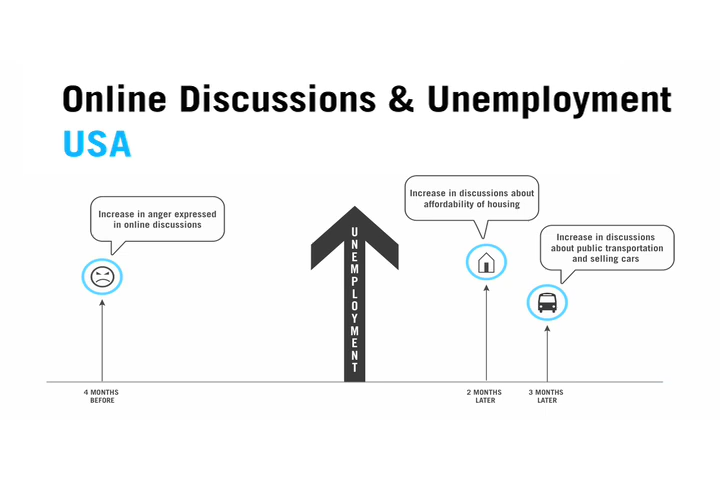 Online Discussions & Unemployment
USA
Increase in anger expressed
in online discussions
UNEMPLOYMENT
Increase in discussions about
affordability of housing
Increase in discussions
about public transportation
and selling cars
4 MONTHS
BEFORE
2 MONTHS
LATER
3 MONTHS
LATER